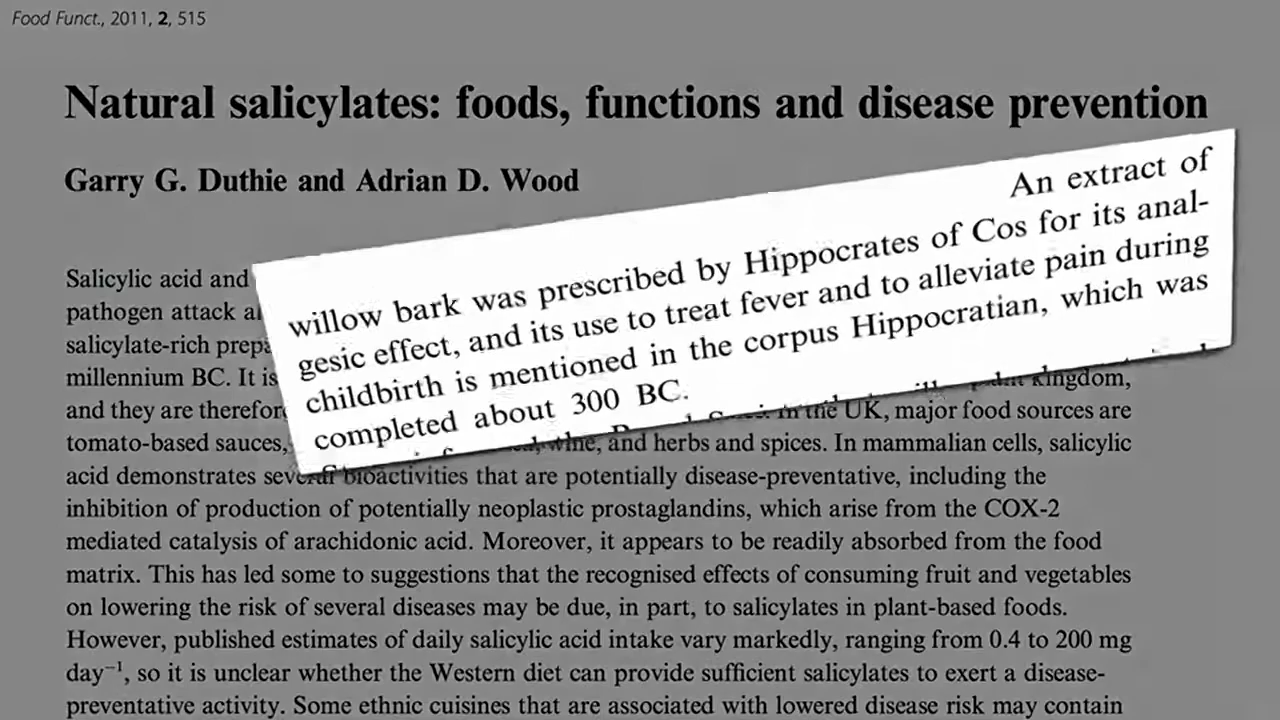 Food Funct., 2011, 2, 515
Natural salicylates: foods, functions and disease prevention
Garry G. Duthie and Adrian D. Wood
An extract of
willow bark was prescribed by Hippocrates of Cos for its anal-
gesic effect, and its use to treat fever and to alleviate pain during
childbirth is mentioned in the corpus Hippocratian, which was
completed about 300 BC.
Salicylic acid and
pathogen attack
salicylate-rich
millennium BC. It is
and they are kingdom,
tomato-based sauces, in the UK, major food sources are
and herbs and spices. In mammalian cells, salicylic
acid demonstrates several bioactivities that are potentially disease-preventative, including the
inhibition of production of potentially neoplastic prostaglandins, which arise from the COX-2
mediated catalysis of arachidonic acid. Moreover, it appears to be readily absorbed from the food
matrix. This has led some to suggestions that the recognised effects of consuming fruit and vegetables
on lowering the risk of several diseases may be due, in part, to salicylates in plant-based foods.
However, published estimates of daily salicylic acid intake vary markedly, ranging from 0.4 to 200 mg
day⁻¹, so it is unclear whether the Western diet can provide sufficient salicylates to exert a disease-
preventative activity. Some ethnic cuisines that are associated with lowered disease risk may contain